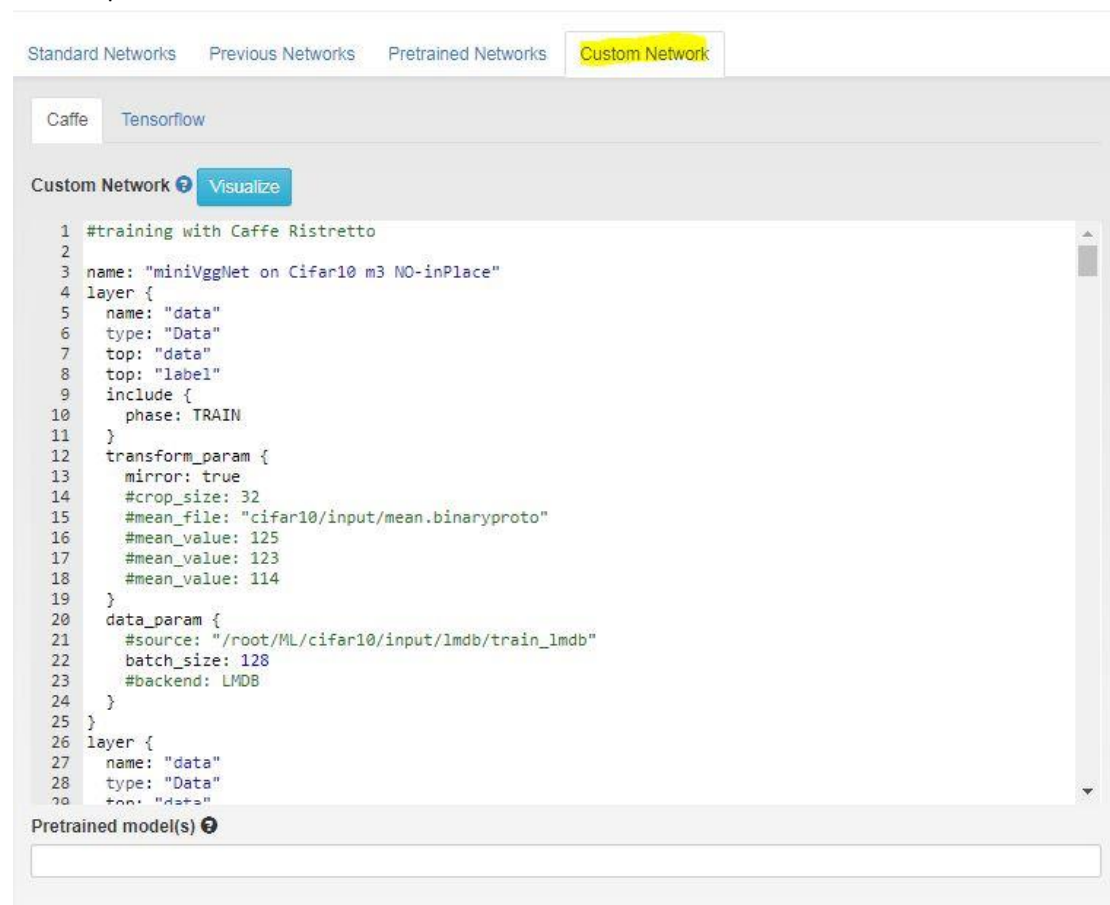 Standard Networks Previous Networks Pretrained Networks Custom Network
Caffe Tensorflow
Custom Network Visualize
1 #training with Caffe Ristretto
2
3 name: "miniVggNet on Cifar10 m3 NO-inPlace"
4 layer {
5 name: "data"
6 type: "Data"
7 top: "data"
8 top: "label"
9 include {
10 phase: TRAIN
11 }
12 transform_param {
13 mirror: true
14 #crop_size: 32
15 #mean_file: "cifar10/input/mean.binaryproto"
16 #mean_value: 125
17 #mean_value: 123
18 #mean_value: 114
19 }
20 data_param {
21 #source: "/root/ML/cifar10/input/lmdb/train_lmdb"
22 batch_size: 128
23 #backend: LMDB
24 }
25 }
26 layer {
27 name: "data"
28 type: "Data"
29 top: "data"
Pretrained model(s)